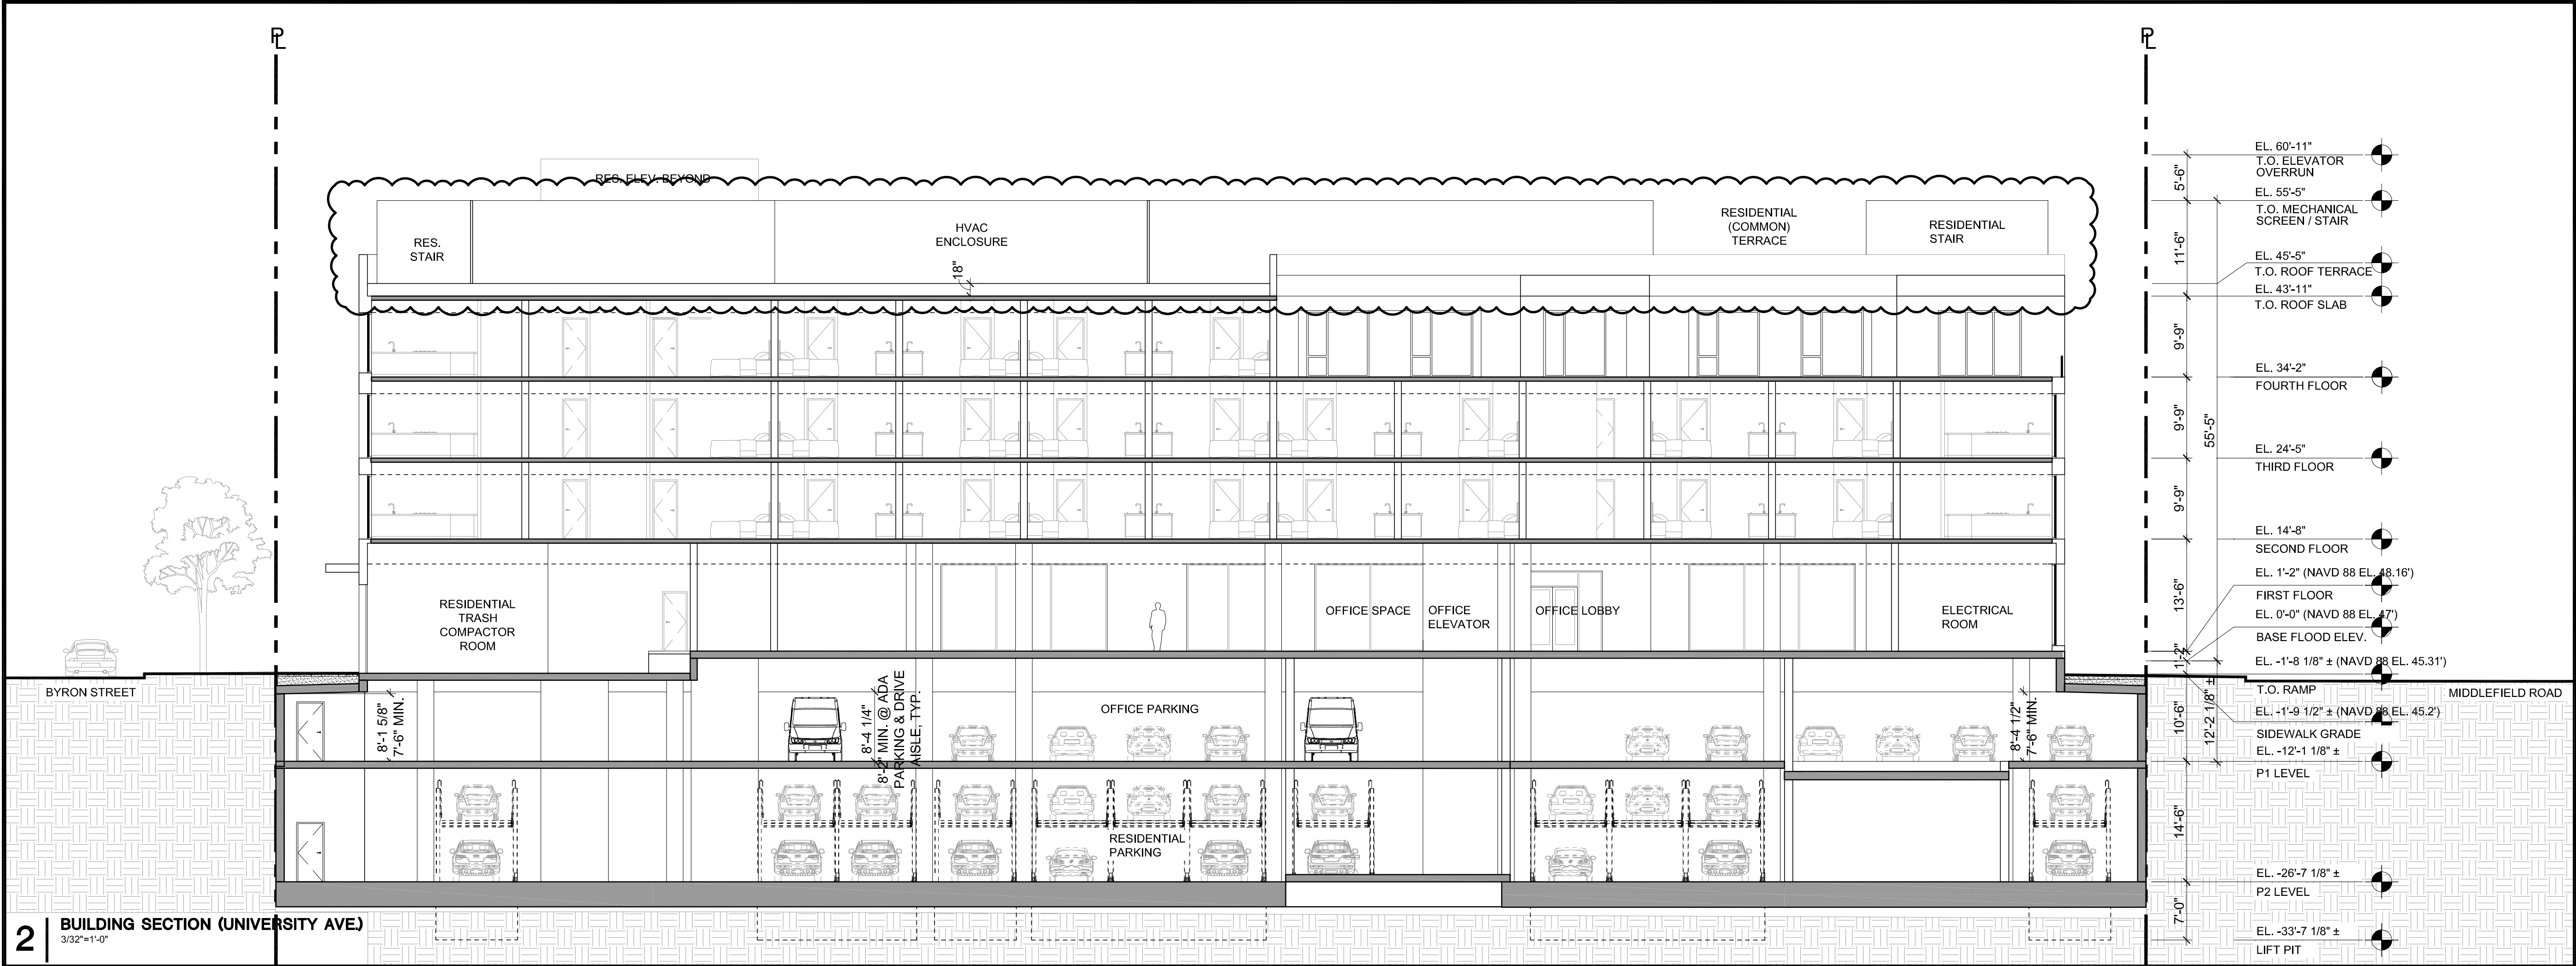 PL
PL
RES. ELEV. BEYOND
RES.
STAIR
HVAC
ENCLOSURE
18"
RESIDENTIAL
(COMMON)
TERRACE
RESIDENTIAL
STAIR
RESIDENTIAL
TRASH
COMPACTOR
ROOM
OFFICE SPACE
OFFICE
ELEVATOR
OFFICE LOBBY
ELECTRICAL
ROOM
BYRON STREET
MIDDLEFIELD ROAD
8'-1 5/8"
7'-6" MIN.
8'-4 1/4"
8'-2" MIN. @ ADA
PARKING & DRIVE
AISLE, TYP.
OFFICE PARKING
8'-4 1/2"
7'-6" MIN.
RESIDENTIAL
PARKING
5'-6"
11'-6"
9'-9"
9'-9"
9'-9"
13'-6"
1'-2"
10'-6"
14'-6"
7'-0"
55'-5"
12'-2 1/8" ±
EL. 60'-11"
T.O. ELEVATOR
OVERRUN
EL. 55'-5"
T.O. MECHANICAL
SCREEN / STAIR
EL. 45'-5"
T.O. ROOF TERRACE
EL. 43'-11"
T.O. ROOF SLAB
EL. 34'-2"
FOURTH FLOOR
EL. 24'-5"
THIRD FLOOR
EL. 14'-8"
SECOND FLOOR
EL. 1'-2" (NAVD 88 EL. 48.16')
FIRST FLOOR
EL. 0'-0" (NAVD 88 EL. 47')
BASE FLOOD ELEV.
EL. -1'-8 1/8" ± (NAVD 88 EL. 45.31')
T.O. RAMP
EL. -1'-9 1/2" ± (NAVD 88 EL. 45.2')
SIDEWALK GRADE
EL. -12'-1 1/8" ±
P1 LEVEL
EL. -26'-7 1/8" ±
P2 LEVEL
EL. -33'-7 1/8" ±
LIFT PIT
2
BUILDING SECTION (UNIVERSITY AVE.)
3/32"=1'-0"